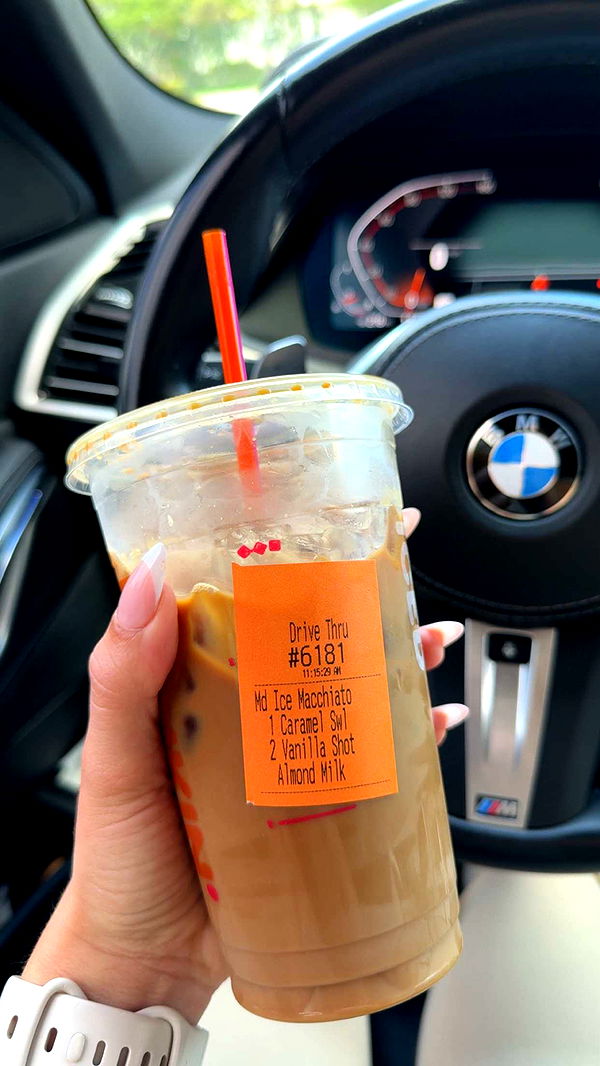 BMW
Drive Thru
#6181
11:15:29 AM
Md Ice Macchiato
1 Caramel Swl
2 Vanilla Shot
Almond Milk
M